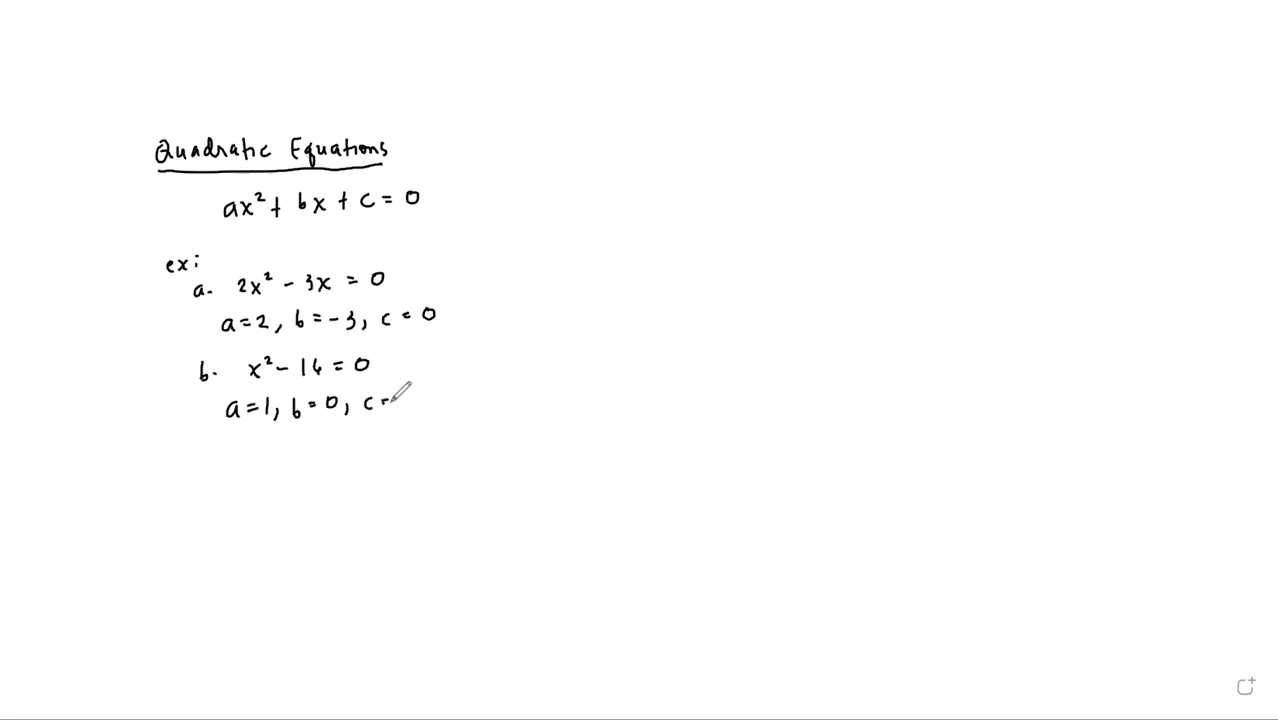 Quadratic Equations
ax² + bx + c = 0
ex:
a. 2x² - 3x = 0
a = 2, b = -3, c = 0
b. x² - 16 = 0
a = 1, b = 0, c =